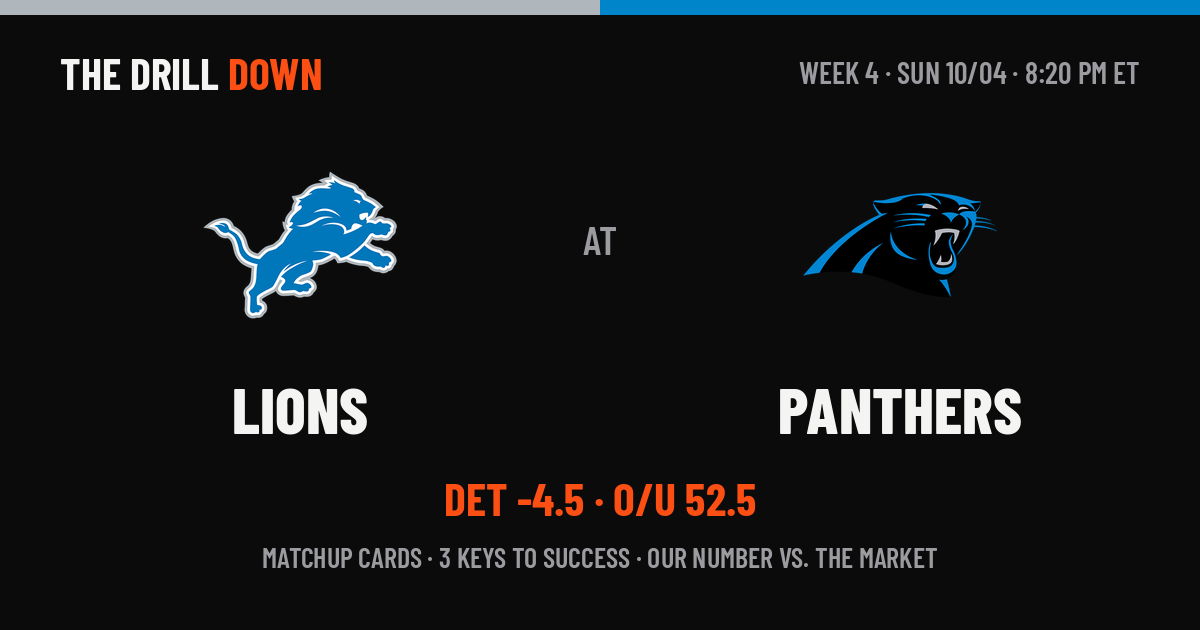 THE DRILL DOWN
WEEK 4 · SUN 10/04 · 8:20 PM ET
AT
LIONS
PANTHERS
DET -4.5 · O/U 52.5
MATCHUP CARDS · 3 KEYS TO SUCCESS · OUR NUMBER VS. THE MARKET